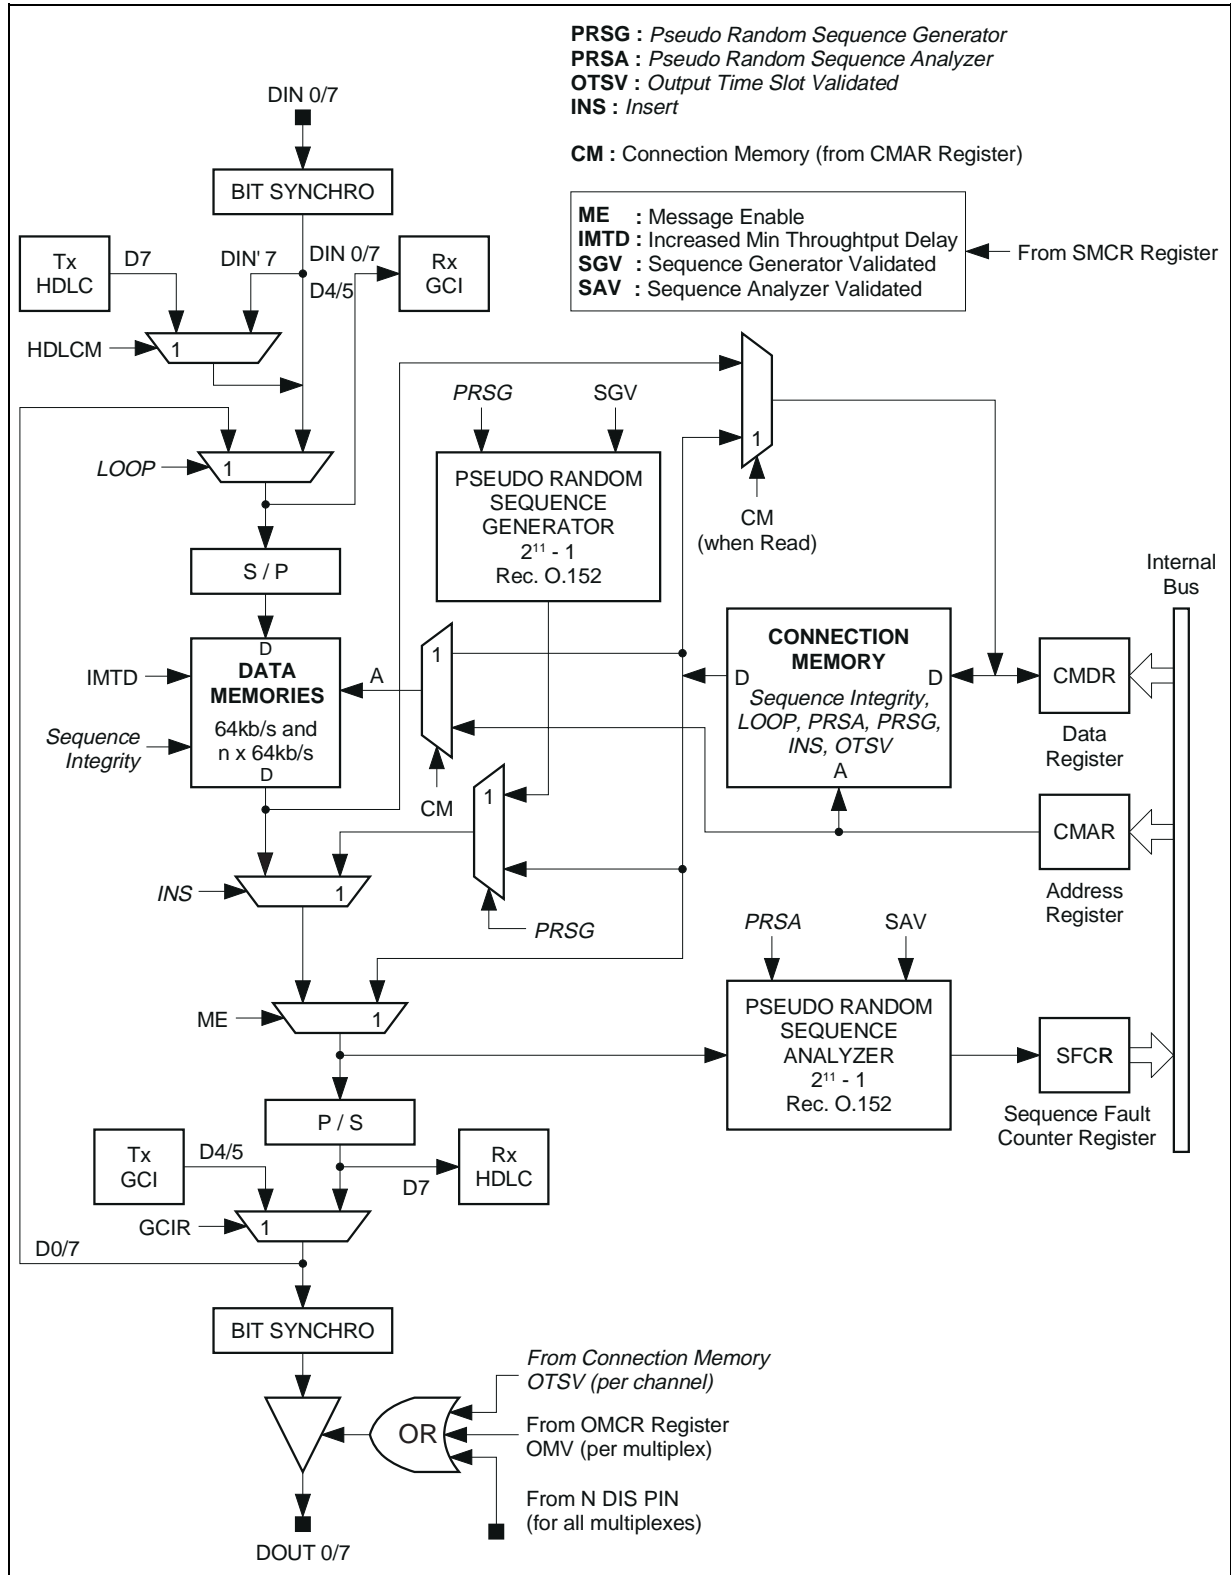 PRSG : Pseudo Random Sequence Generator
PRSA : Pseudo Random Sequence Analyzer
OTSV : Output Time Slot Validated
INS : Insert
CM : Connection Memory (from CMAR Register)
ME : Message Enable
IMTD : Increased Min Throughtput Delay
SGV : Sequence Generator Validated
SAV : Sequence Analyzer Validated
From SMCR Register
DIN 0/7
BIT SYNCHRO
Tx
HDLC
D7
DIN' 7
DIN 0/7
D4/5
Rx
GCI
HDLCM
1
LOOP
1
S / P
PRSG
SGV
PSEUDO RANDOM
SEQUENCE
GENERATOR
2¹¹ - 1
Rec. O.152
1
CM
(when Read)
Internal
Bus
IMTD
Sequence
Integrity
D
DATA
MEMORIES
64kb/s and
n x 64kb/s
D
A
1
CM
CONNECTION
MEMORY
D
D
Sequence Integrity,
LOOP, PRSA, PRSG,
INS, OTSV
A
CMDR
Data
Register
CMAR
Address
Register
1
PRSG
INS
1
ME
1
PRSA
SAV
PSEUDO RANDOM
SEQUENCE
ANALYZER
2¹¹ - 1
Rec. O.152
SFCR
Sequence Fault
Counter Register
P / S
Tx
GCI
D4/5
D7
Rx
HDLC
GCIR
1
D0/7
BIT SYNCHRO
OR
From Connection Memory
OTSV (per channel)
From OMCR Register
OMV (per multiplex)
From N DIS PIN
(for all multiplexes)
DOUT 0/7